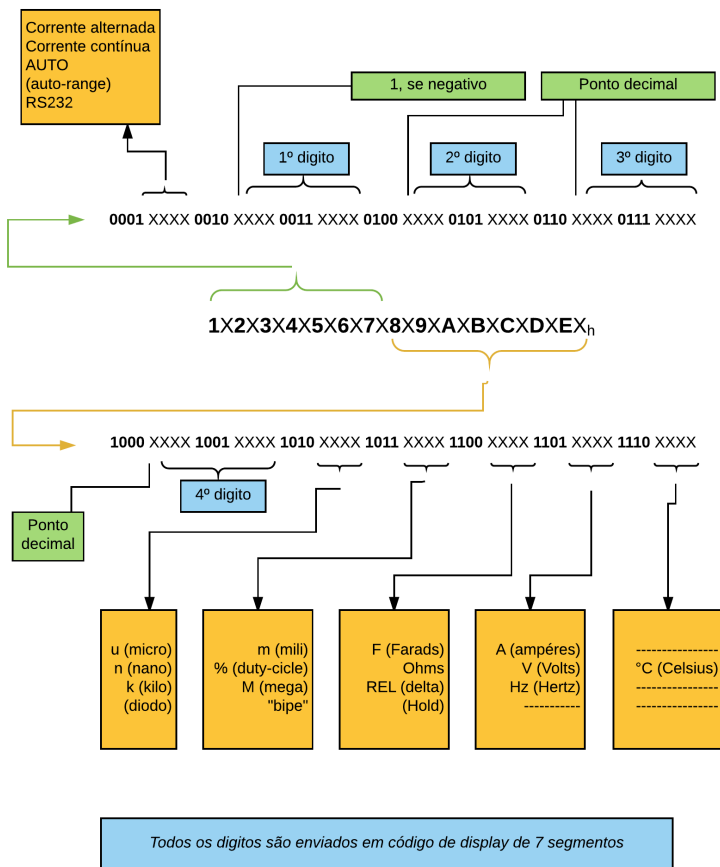 Corrente alternada
Corrente contínua
AUTO
(auto-range)
RS232
1, se negativo
Ponto decimal
1º digito
2º digito
3º digito
0001 XXXX 0010 XXXX 0011 XXXX 0100 XXXX 0101 XXXX 0110 XXXX 0111 XXXX
1X2X3X4X5X6X7X8X9XAXBXCXDXEXh
1000 XXXX 1001 XXXX 1010 XXXX 1011 XXXX 1100 XXXX 1101 XXXX 1110 XXXX
4º digito
Ponto
decimal
u (micro)
n (nano)
k (kilo)
(diodo)
m (mili)
% (duty-cicle)
M (mega)
"bipe"
F (Farads)
Ohms
REL (delta)
(Hold)
A (ampéres)
V (Volts)
Hz (Hertz)
-----------
----------------
°C (Celsius)
----------------
----------------
Todos os digitos são enviados em código de display de 7 segmentos